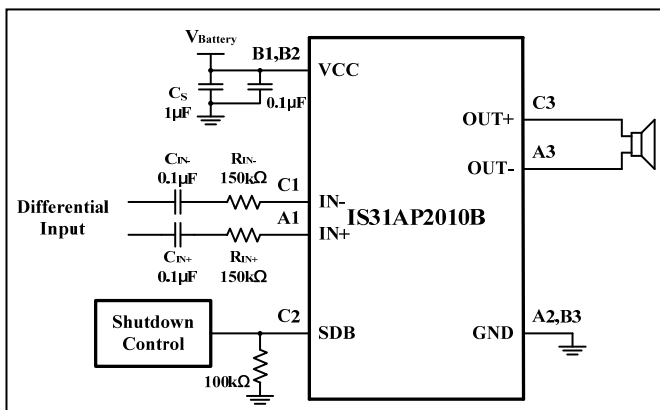 VBattery
B1,B2
VCC
CS
1μF
0.1μF
C3
OUT+
A3
OUT-
CIN-
0.1μF
RIN-
150kΩ
C1
IN-
Differential
Input
IS31AP2010B
A1
IN+
CIN+
0.1μF
RIN+
150kΩ
Shutdown
Control
C2
SDB
A2,B3
GND
100kΩ